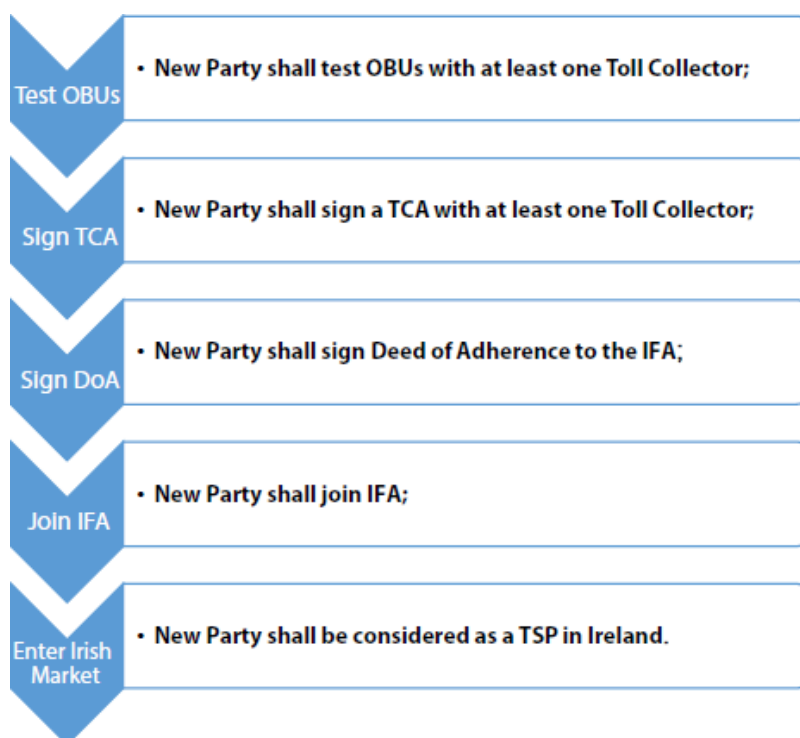 Test OBUs
• New Party shall test OBUs with at least one Toll Collector;
Sign TCA
• New Party shall sign a TCA with at least one Toll Collector;
Sign DoA
• New Party shall sign Deed of Adherence to the IFA;
Join IFA
• New Party shall join IFA;
Enter Irish
Market
• New Party shall be considered as a TSP in Ireland.